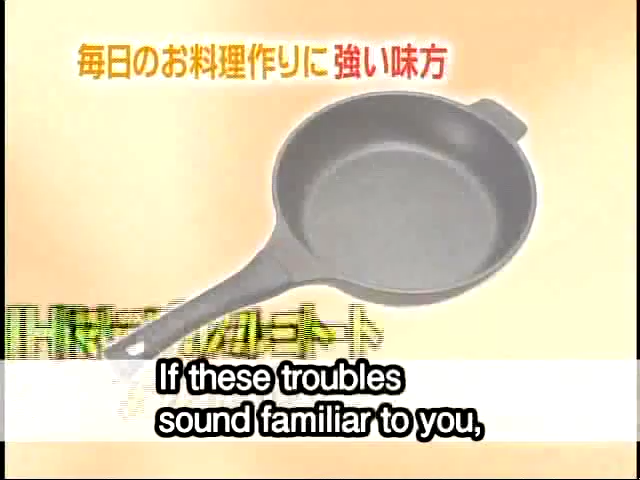 毎日のお料理作りに 強い味方
If these troubles
sound familiar to you,